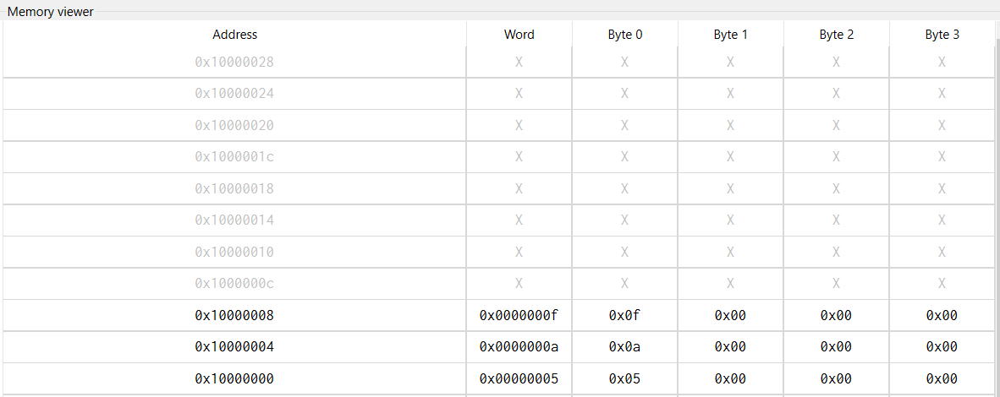 Memory viewer
Address Word Byte 0 Byte 1 Byte 2 Byte 3
0x10000028 X X X X X
0x10000024 X X X X X
0x10000020 X X X X X
0x1000001c X X X X X
0x10000018 X X X X X
0x10000014 X X X X X
0x10000010 X X X X X
0x1000000c X X X X X
0x10000008 0x0000000f 0x0f 0x00 0x00 0x00
0x10000004 0x0000000a 0x0a 0x00 0x00 0x00
0x10000000 0x00000005 0x05 0x00 0x00 0x00